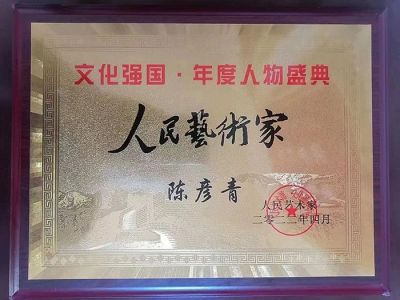 文化强国·年度人物盛典
人民藝術家
陈彦青
人民艺术家
二零二二年四月